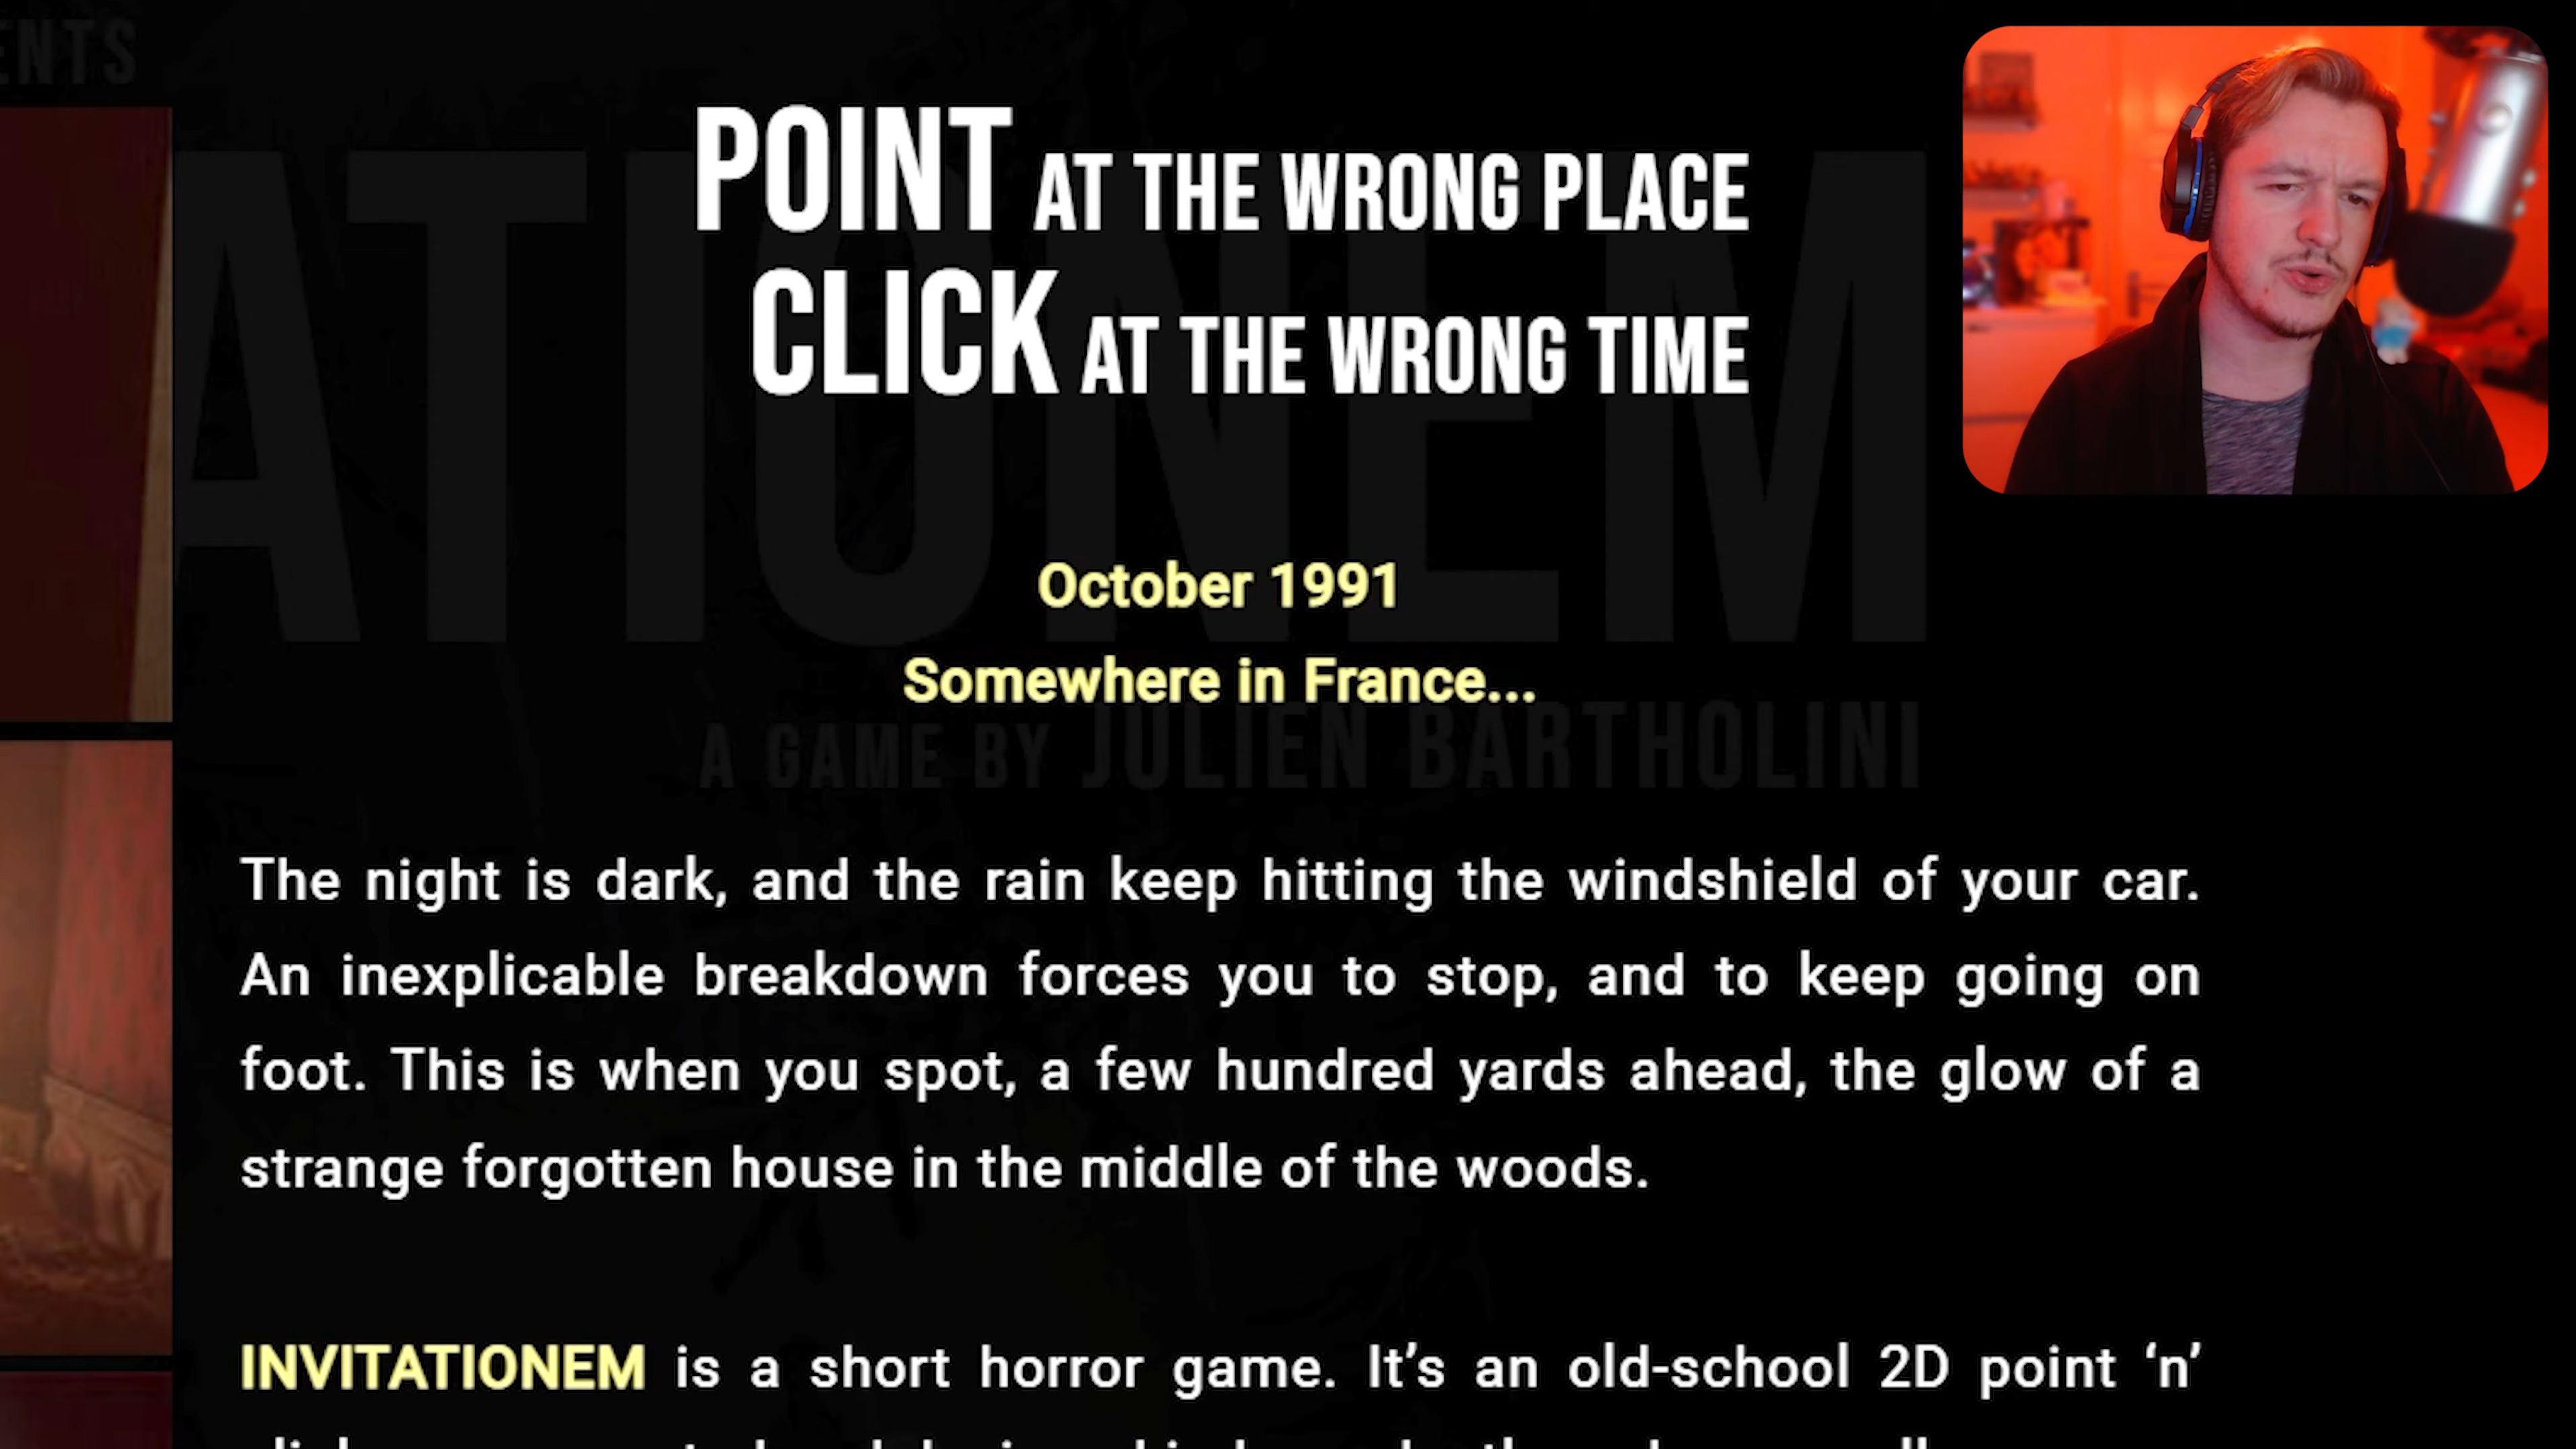 ENTS
ATIONEM
POINT AT THE WRONG PLACE
CLICK AT THE WRONG TIME
October 1991
Somewhere in France...
A GAME BY JULIEN BARTHOLINI
The night is dark, and the rain keep hitting the windshield of your car.
An inexplicable breakdown forces you to stop, and to keep going on
foot. This is when you spot, a few hundred yards ahead, the glow of a
strange forgotten house in the middle of the woods.
INVITATIONEM is a short horror game. It’s an old-school 2D point ‘n’